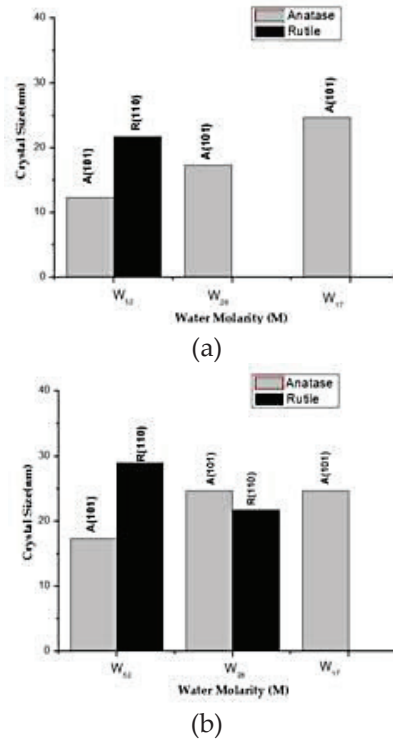 Anatase
Rutile
40
30
20
10
0
Crystal Size(nm)
A(101)
R(110)
A(101)
A(101)
W₅₂
W₂₈
W₁₇
Water Molarity (M)
(a)
Anatase
Rutile
40
30
20
10
0
Crystal Size(nm)
A(101)
R(110)
A(101)
R(110)
A(101)
W₅₂
W₂₈
W₁₇
Water Molarity (M)
(b)